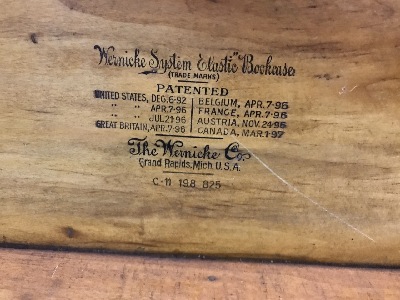 Wernicke System "Elastic" Bookcase
(TRADE MARKS)
PATENTED
UNITED STATES, DEC. 6-92 BELGIUM, APR. 7-96
" " APR. 7-96 FRANCE, APR. 7-96
" " JUL 21-96 AUSTRIA, NOV. 24-96
GREAT BRITAIN, APR. 7-96 CANADA, MAR. 1-97
The Wernicke Co.
Grand Rapids, Mich. U.S.A.
C-11 198 825